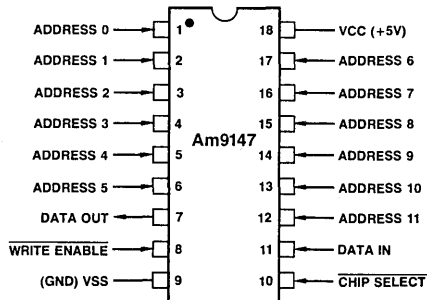 ADDRESS 0 1 18 VCC (+5V)
ADDRESS 1 2 17 ADDRESS 6
ADDRESS 2 3 16 ADDRESS 7
ADDRESS 3 4 15 ADDRESS 8
Am9147
ADDRESS 4 5 14 ADDRESS 9
ADDRESS 5 6 13 ADDRESS 10
DATA OUT 7 12 ADDRESS 11
WRITE ENABLE 8 11 DATA IN
(GND) VSS 9 10 CHIP SELECT